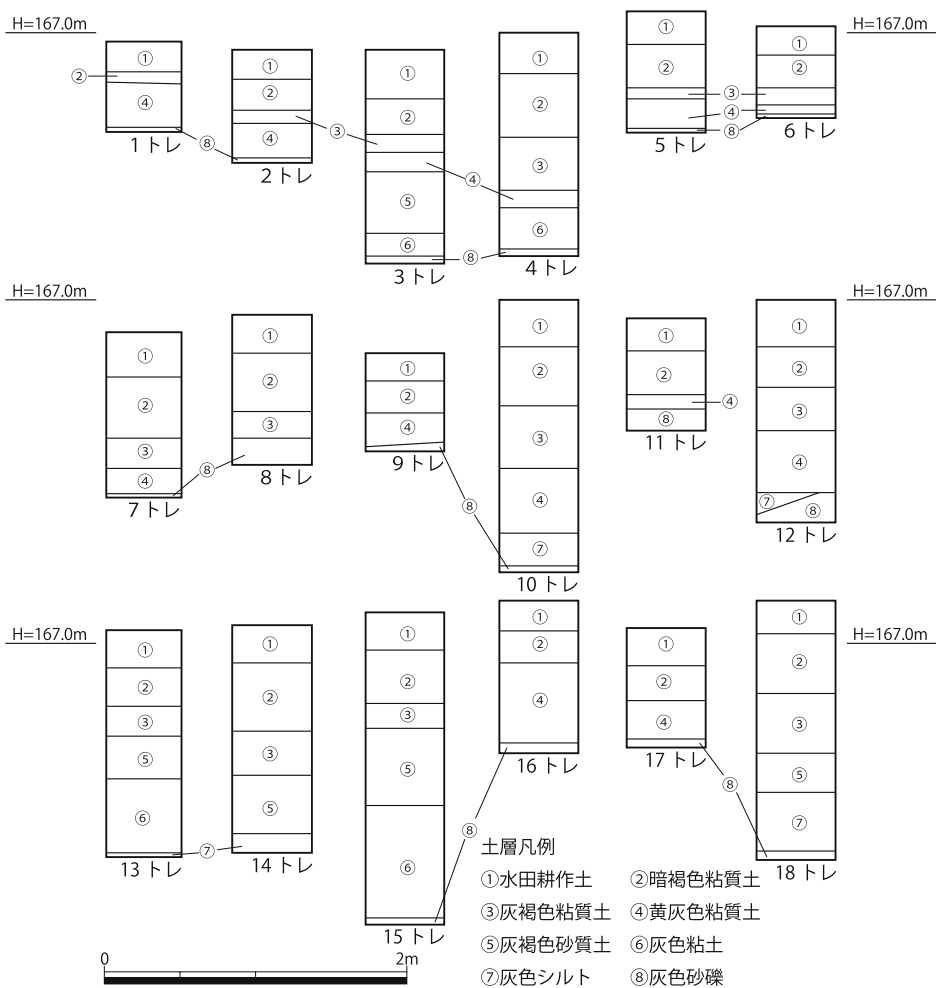 H=167.0m
H=167.0m
① ② ④ 1トレ
① ② ④ 2トレ
⑧
③
① ② ⑤ ⑥ 3トレ
④
⑧
① ② ③ ⑥ 4トレ
① ② 5トレ
③
④
⑧
① ② 6トレ
H=167.0m
H=167.0m
① ② ③ ④ 7トレ
⑧
① ② ③ 8トレ
① ② ④ 9トレ
⑧
① ② ③ ④ ⑦ 10トレ
① ② ⑧ 11トレ
④
① ② ③ ④ ⑦ ⑧ 12トレ
H=167.0m
H=167.0m
① ② ③ ⑤ ⑥ 13トレ
⑦
① ② ③ ⑤ 14トレ
① ② ③ ⑤ ⑥ 15トレ
⑧
① ② ④ 16トレ
① ② ④ 17トレ
⑧
① ② ③ ⑤ ⑦ 18トレ
土層凡例
①水田耕作土 ②暗褐色粘質土
③灰褐色粘質土 ④黄灰色粘質土
⑤灰褐色砂質土 ⑥灰色粘土
⑦灰色シルト ⑧灰色砂礫
0 2m